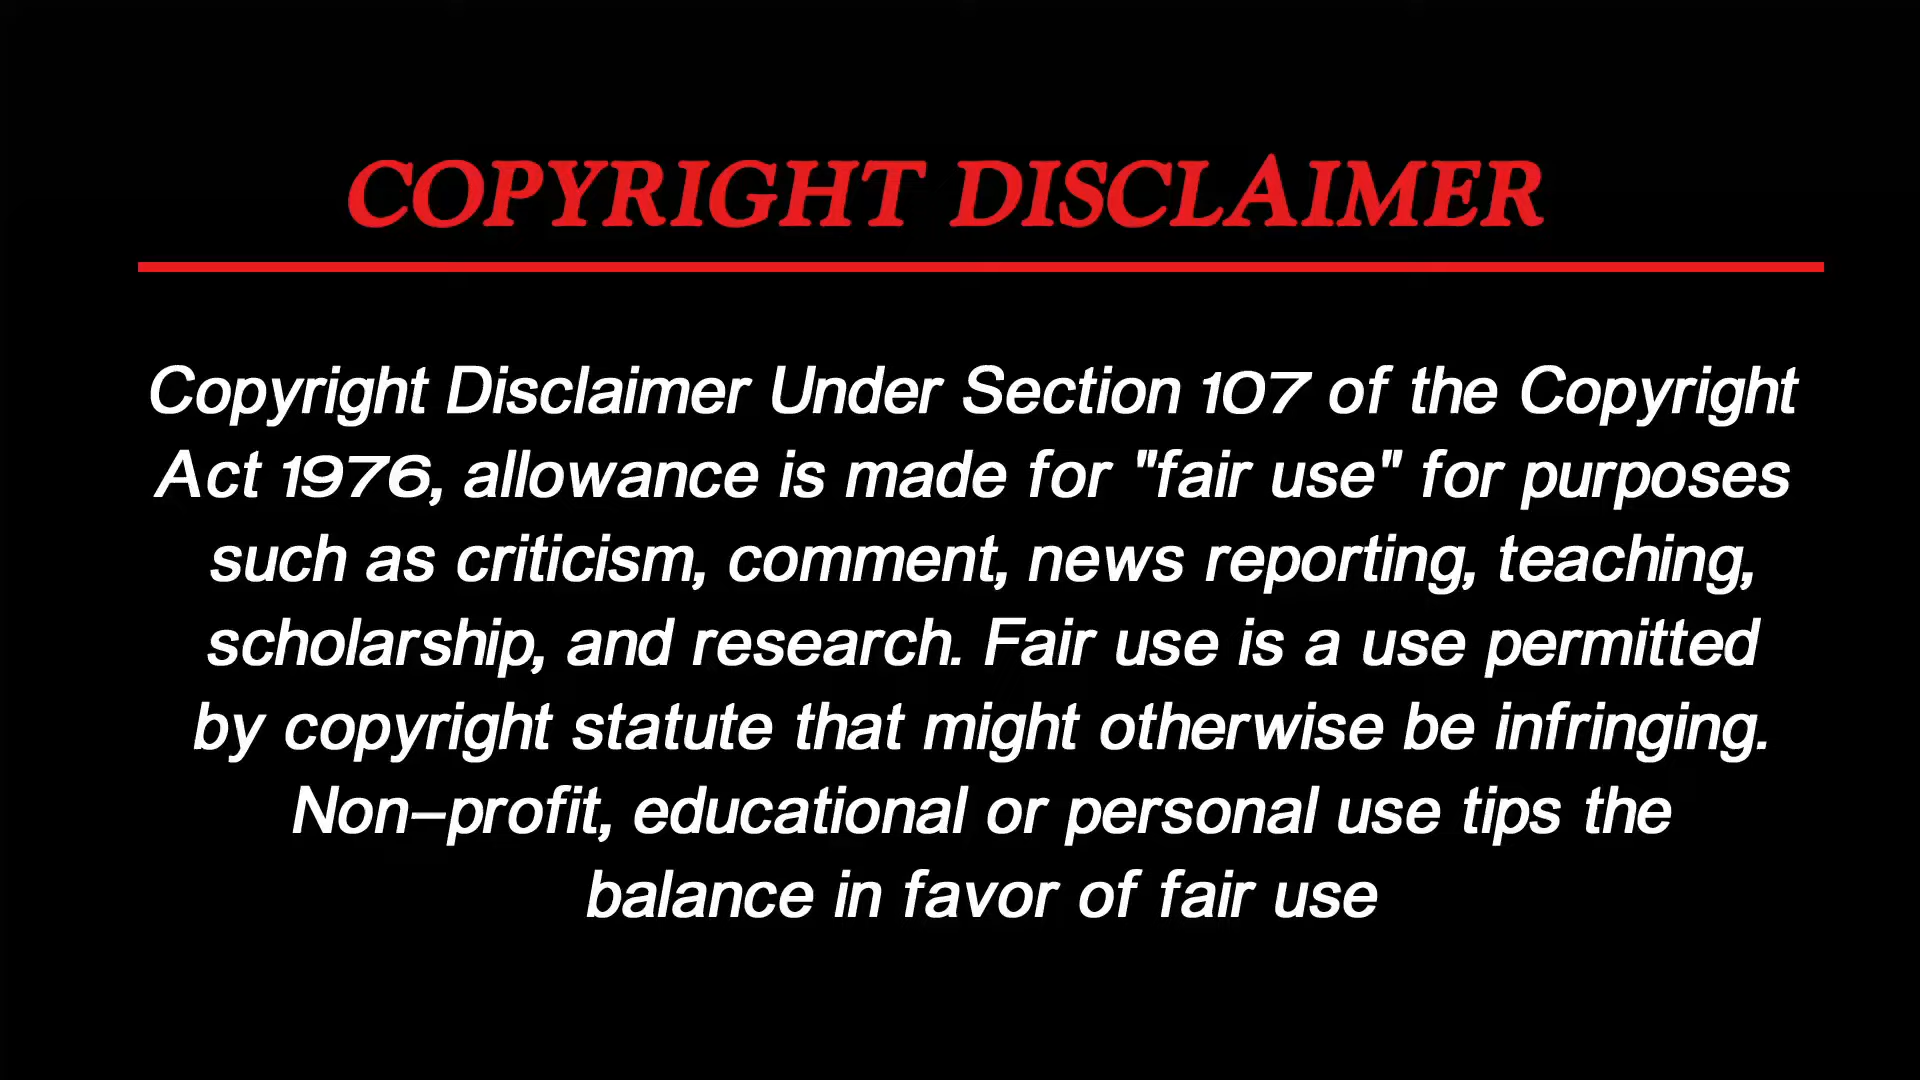 COPYRIGHT DISCLAIMER
Copyright Disclaimer Under Section 107 of the Copyright
Act 1976, allowance is made for "fair use" for purposes
such as criticism, comment, news reporting, teaching,
scholarship, and research. Fair use is a use permitted
by copyright statute that might otherwise be infringing.
Non-profit, educational or personal use tips the
balance in favor of fair use